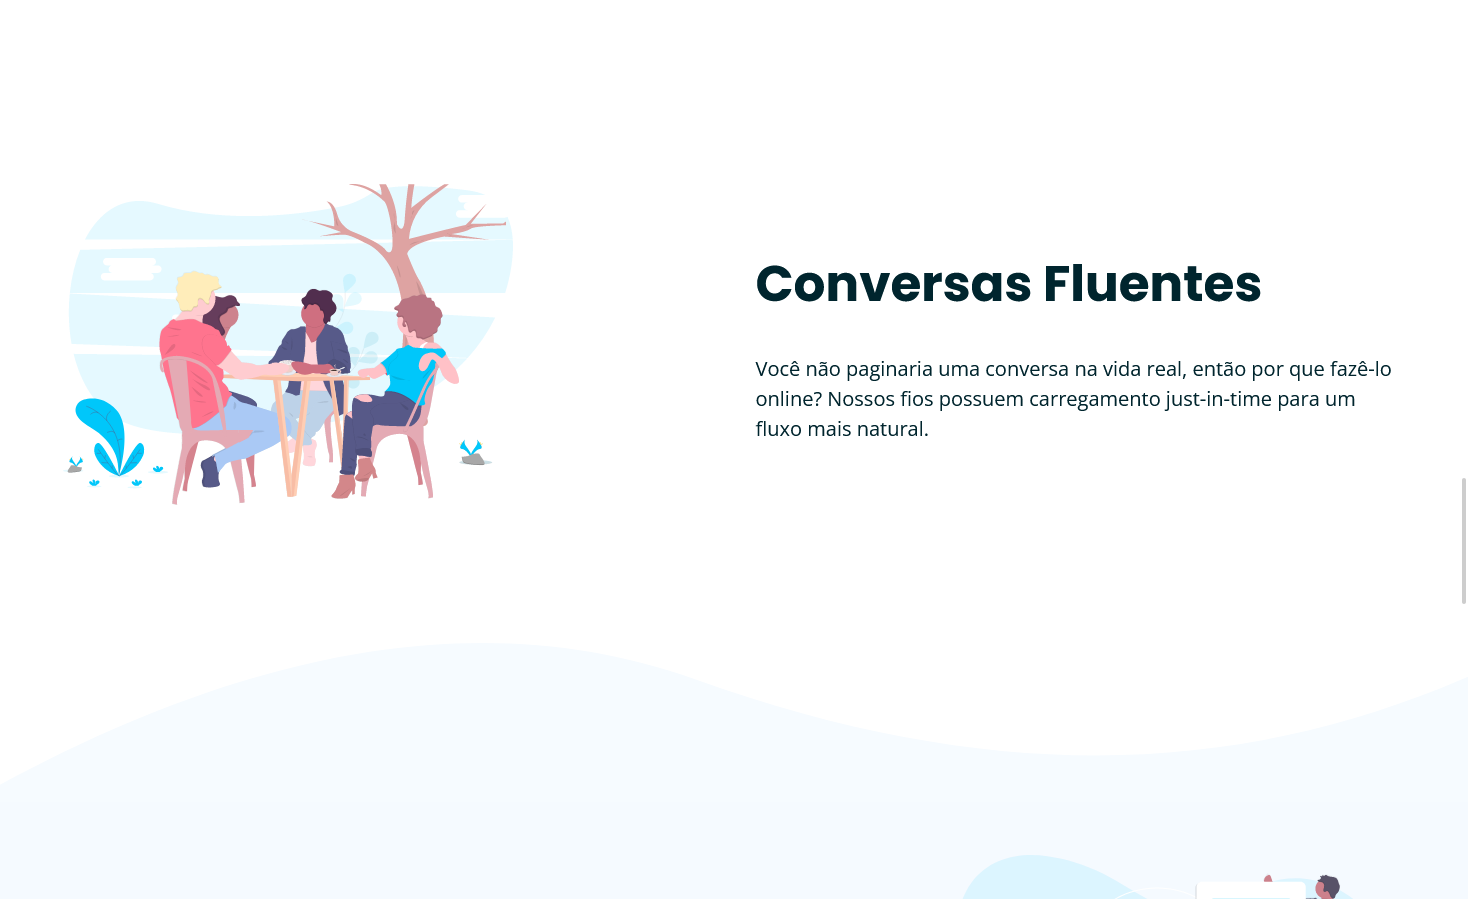 Conversas Fluentes
Você não paginaria uma conversa na vida real, então por que fazê-lo
online? Nossos fios possuem carregamento just-in-time para um
fluxo mais natural.